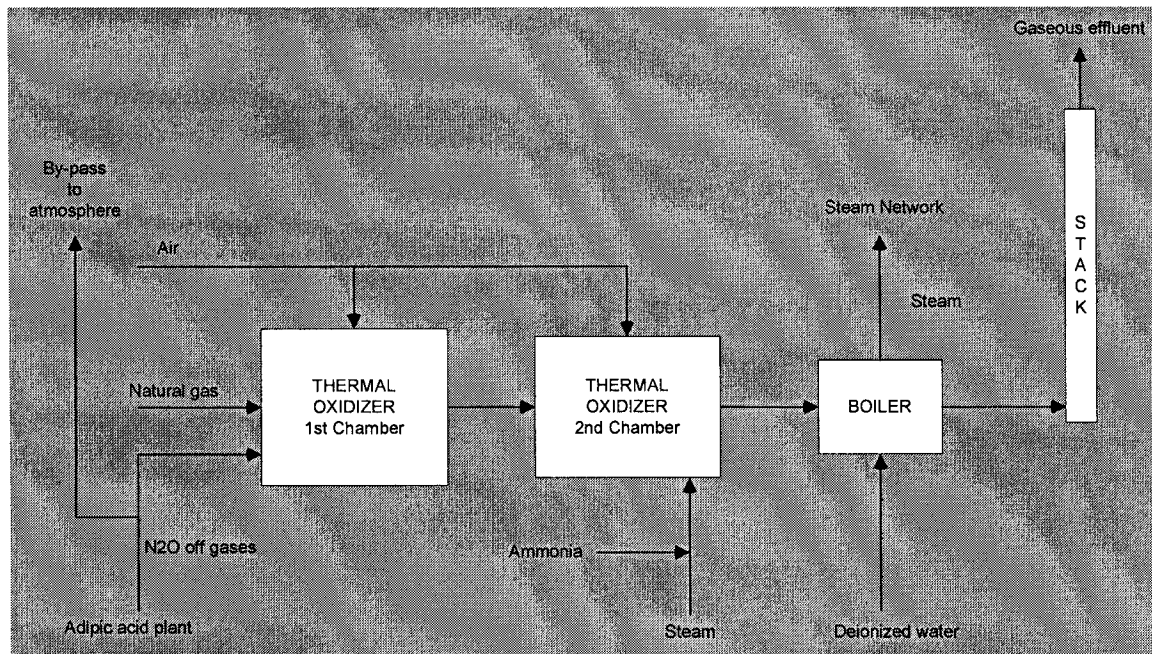 Gaseous effluent
By-pass
to
atmosphere
Steam Network
Air
Steam
S
T
A
C
K
Natural gas
THERMAL
OXIDIZER
1st Chamber
THERMAL
OXIDIZER
2nd Chamber
BOILER
N2O off gases
Ammonia
Adipic acid plant
Steam
Deionized water